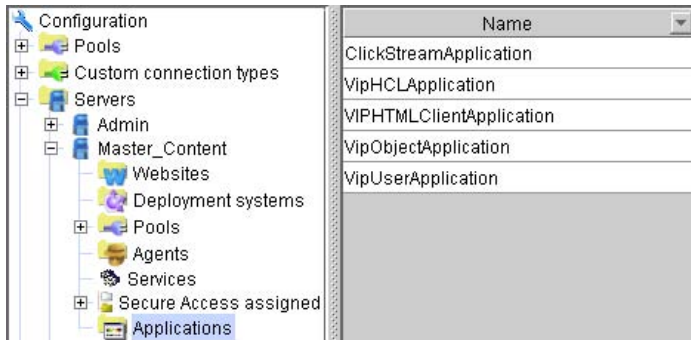 Configuration
Pools
Custom connection types
Servers
Admin
Master_Content
Websites
Deployment systems
Pools
Agents
Services
Secure Access assigned
Applications
Name
ClickStreamApplication
VipHCLApplication
VIPHTMLClientApplication
VipObjectApplication
VipUserApplication